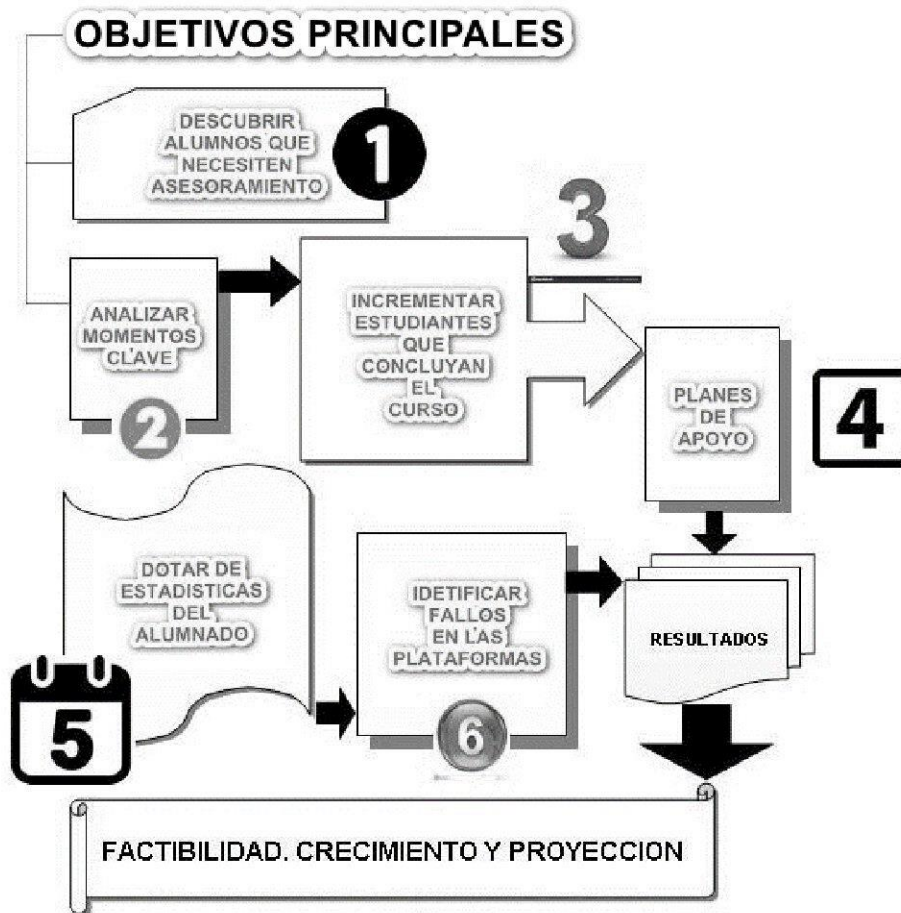 OBJETIVOS PRINCIPALES
DESCUBRIR
ALUMNOS QUE
NECESITEN
ASESORAMIENTO
1
ANALIZAR
MOMENTOS
CLAVE
2
INCREMENTAR
ESTUDIANTES
QUE
CONCLUYAN
EL
CURSO
3
PLANES
DE
APOYO
4
DOTAR DE
ESTADISTICAS
DEL
ALUMNADO
5
IDETIFICAR
FALLOS
EN LAS
PLATAFORMAS
6
RESULTADOS
FACTIBILIDAD. CRECIMIENTO Y PROYECCION